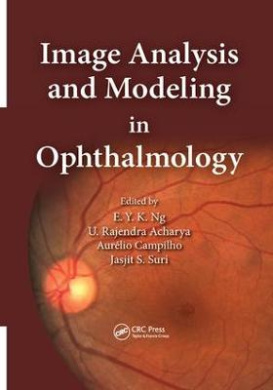 Image Analysis
and Modeling
in
Ophthalmology
Edited by
E. Y. K. Ng
U. Rajendra Acharya
Aurélio Campilho
Jasjit S. Suri
CRC Press
Taylor & Francis Group